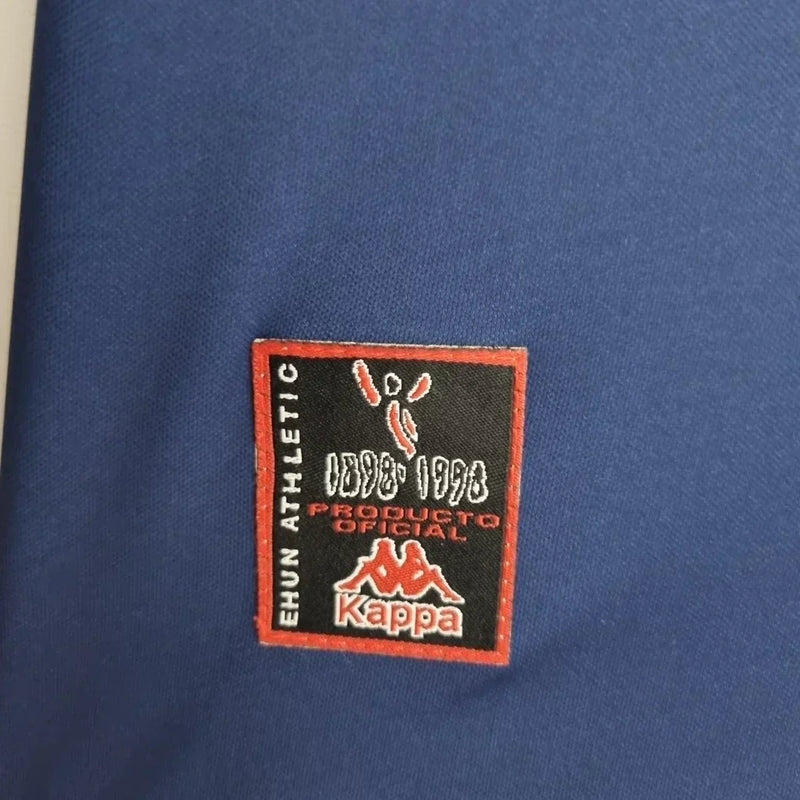 EHUN ATHLETIC
1898·1998
PRODUCTO
OFICIAL
Kappa